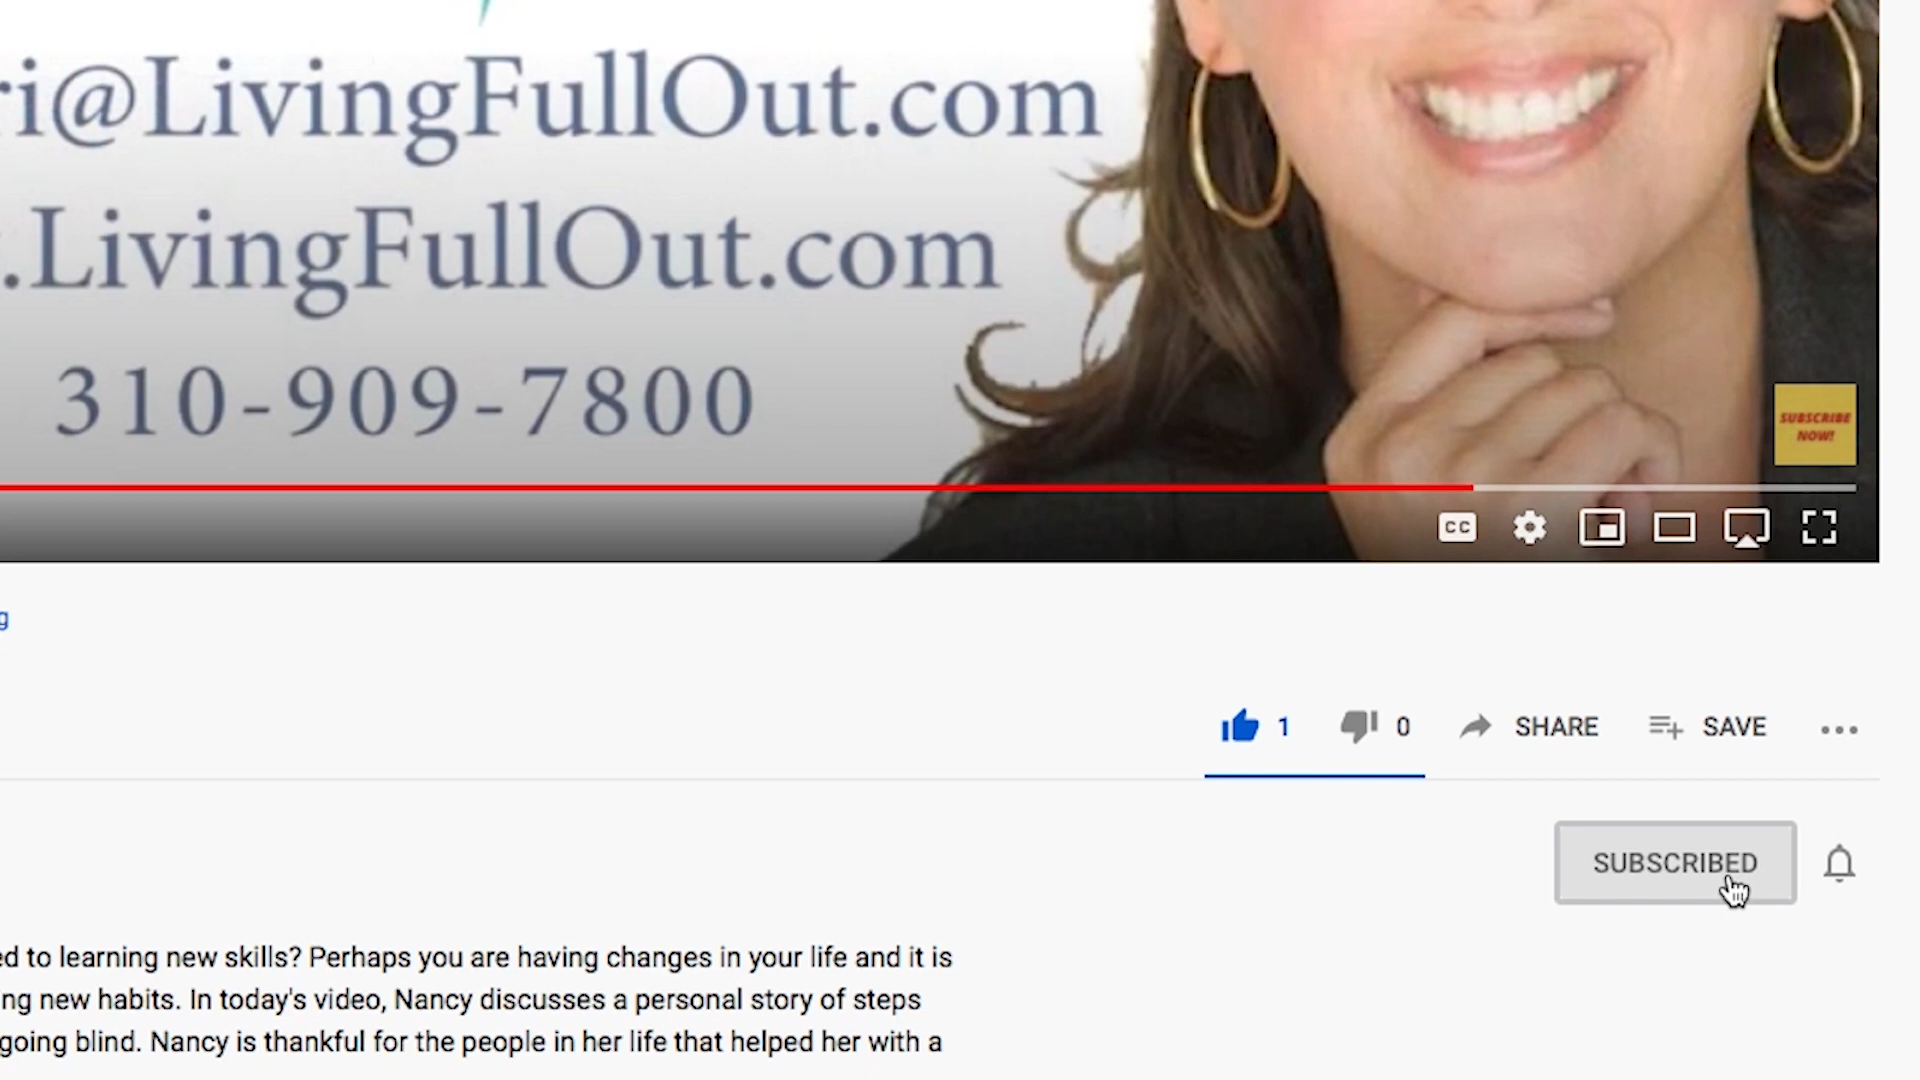 ri@LivingFullOut.com
.LivingFullOut.com
310-909-7800
SUBSCRIBE
NOW!
CC
g
1 0 SHARE SAVE
SUBSCRIBED
ed to learning new skills? Perhaps you are having changes in your life and it is
ng new habits. In today's video, Nancy discusses a personal story of steps
going blind. Nancy is thankful for the people in her life that helped her with a